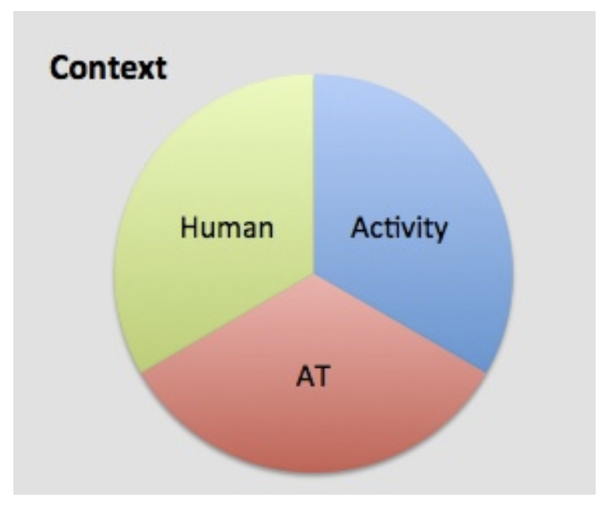 Context
Human
Activity
AT